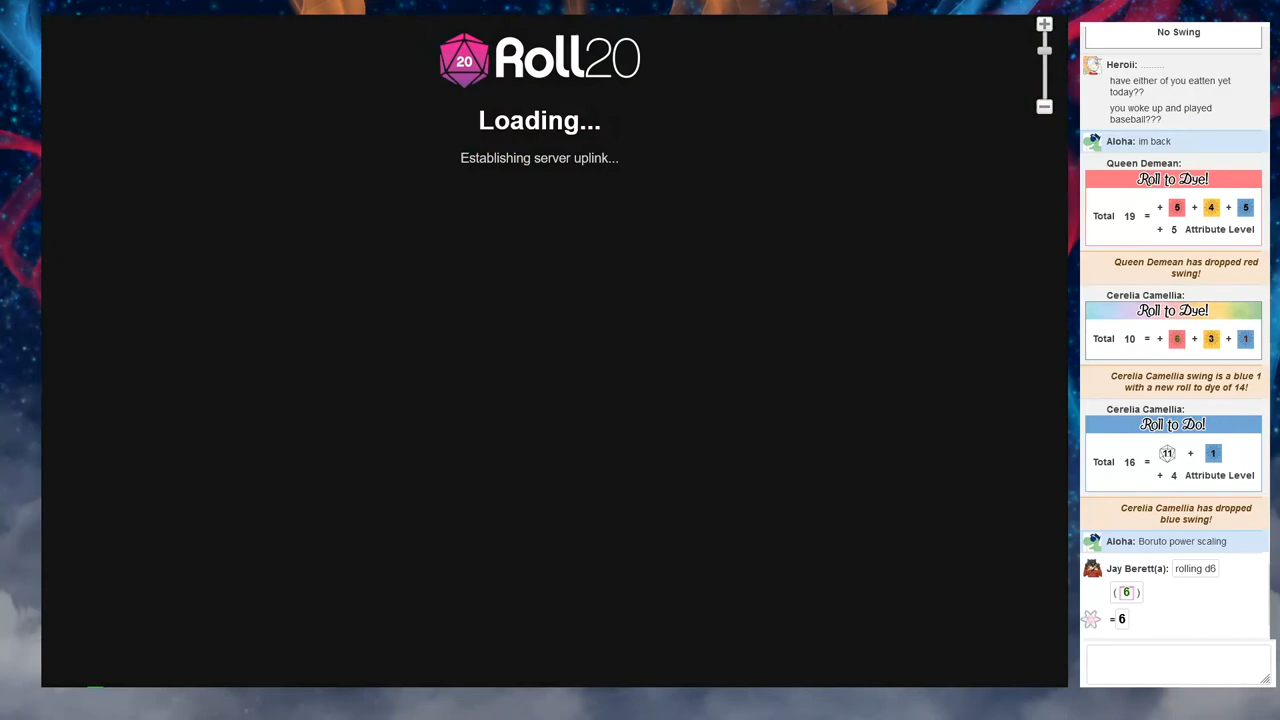 20 Roll20
Loading...
Establishing server uplink...
No Swing
Heroii: .........
have either of you eatten yet
today??
you woke up and played
baseball???
Aloha: im back
Queen Demean:
Roll to Dye!
Total 19 = + 5 + 4 + 5
+ 5 Attribute Level
Queen Demean has dropped red
swing!
Cerelia Camellia:
Roll to Dye!
Total 10 = + 6 + 3 + 1
Cerelia Camellia swing is a blue 1
with a new roll to dye of 14!
Cerelia Camellia:
Roll to Do!
Total 16 = 11 + 1
+ 4 Attribute Level
Cerelia Camellia has dropped
blue swing!
Aloha: Boruto power scaling
Jay Berett(a): rolling d6
( 6 )
= 6